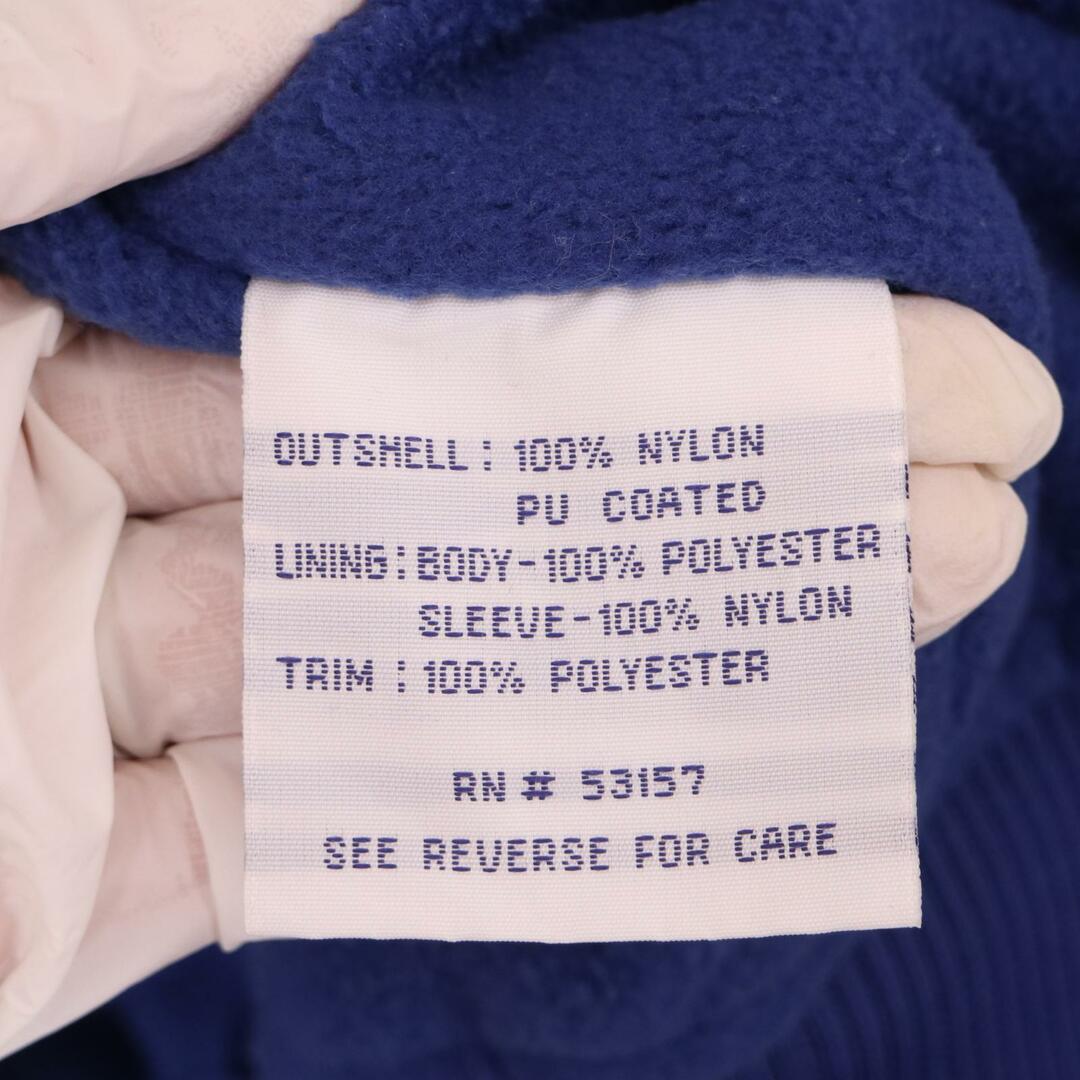 OUTSHELL: 100% NYLON
PU COATED
LINING: BODY-100% POLYESTER
SLEEVE-100% NYLON
TRIM : 100% POLYESTER
RN # 53157
SEE REVERSE FOR CARE